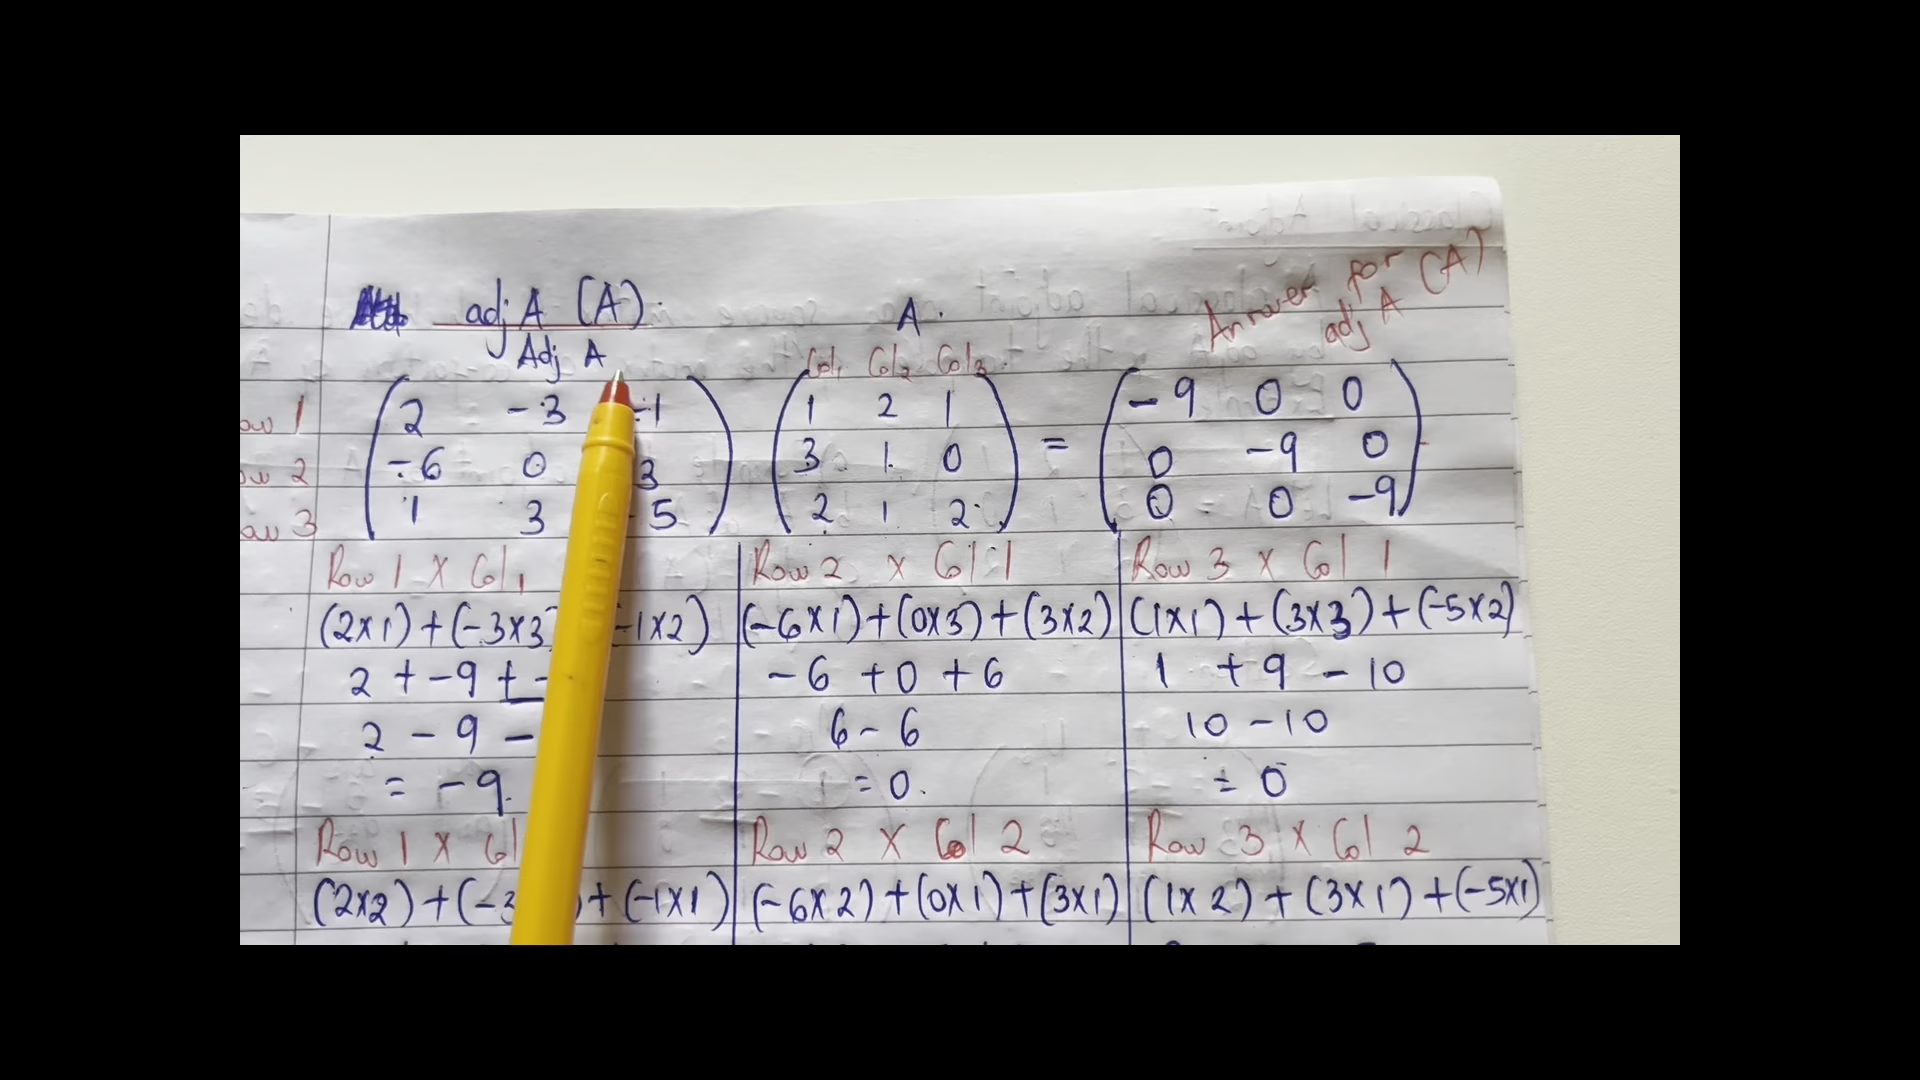 adj A (A).
A.
Answer for
adj A (A)
Adj A
Col1 Col2 Col3
1 2 -3 -1 1 2 1 -9 0 0
2 -6 0 3 3 1 0 = 0 -9 0
3 1 3 5 2 1 2 0 0 -9
Row 1 X Col1 Row 2 x Col 1 Row 3 x Col 1
(2x1)+(-3x3) -1x2) (-6x1)+(0x3)+(3x2) (1x1)+(3x3)+(-5x2)
2 + -9 + - -6 +0 +6 1 +9 -10
2 - 9 - 6- 6 10 -10
= -9. =0. = 0
Row 1 X Col Row 2 X Col 2 Row 3 X Col 2
(2x2)+(-3 )+(-1x1) (-6x2)+(0x1)+(3x1) (1x2)+(3x1)+(-5x1)